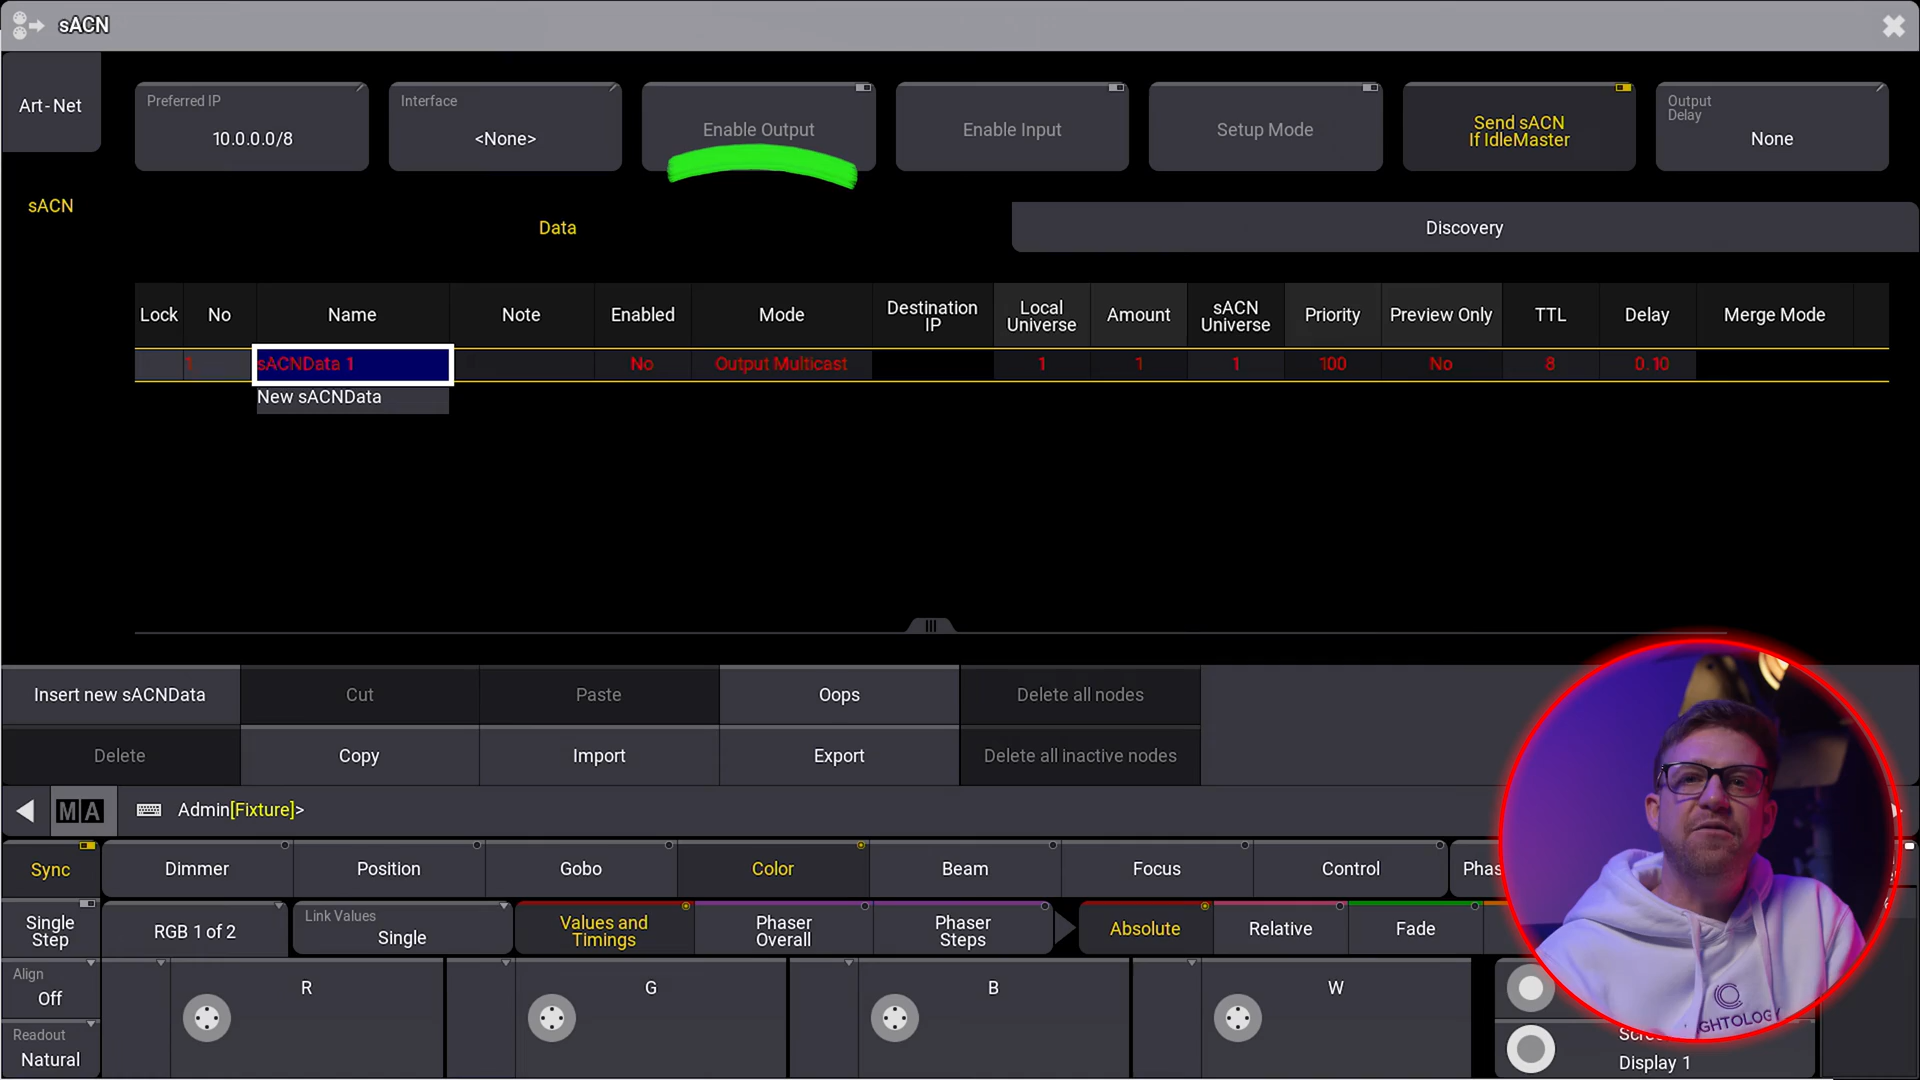 sACN
Art-Net
Preferred IP
10.0.0.0/8
Interface
<None>
Enable Output
Enable Input
Setup Mode
Send sACN
If IdleMaster
Output
Delay
None
sACN
Data
Discovery
Lock
No
Name
Note
Enabled
Mode
Destination
IP
Local
Universe
Amount
sACN
Universe
Priority
Preview Only
TTL
Delay
Merge Mode
1
sACNData 1
No
Output Multicast
1
1
1
100
No
8
0.10
New sACNData
Insert new sACNData
Cut
Paste
Oops
Delete all nodes
Delete
Copy
Import
Export
Delete all inactive nodes
MA
Admin[Fixture]>
Sync
Dimmer
Position
Gobo
Color
Beam
Focus
Control
Phas
Single
Step
RGB 1 of 2
Link Values
Single
Values and
Timings
Phaser
Overall
Phaser
Steps
Absolute
Relative
Fade
Align
Off
R
G
B
W
Readout
Natural
GHTOLOGY
Display 1